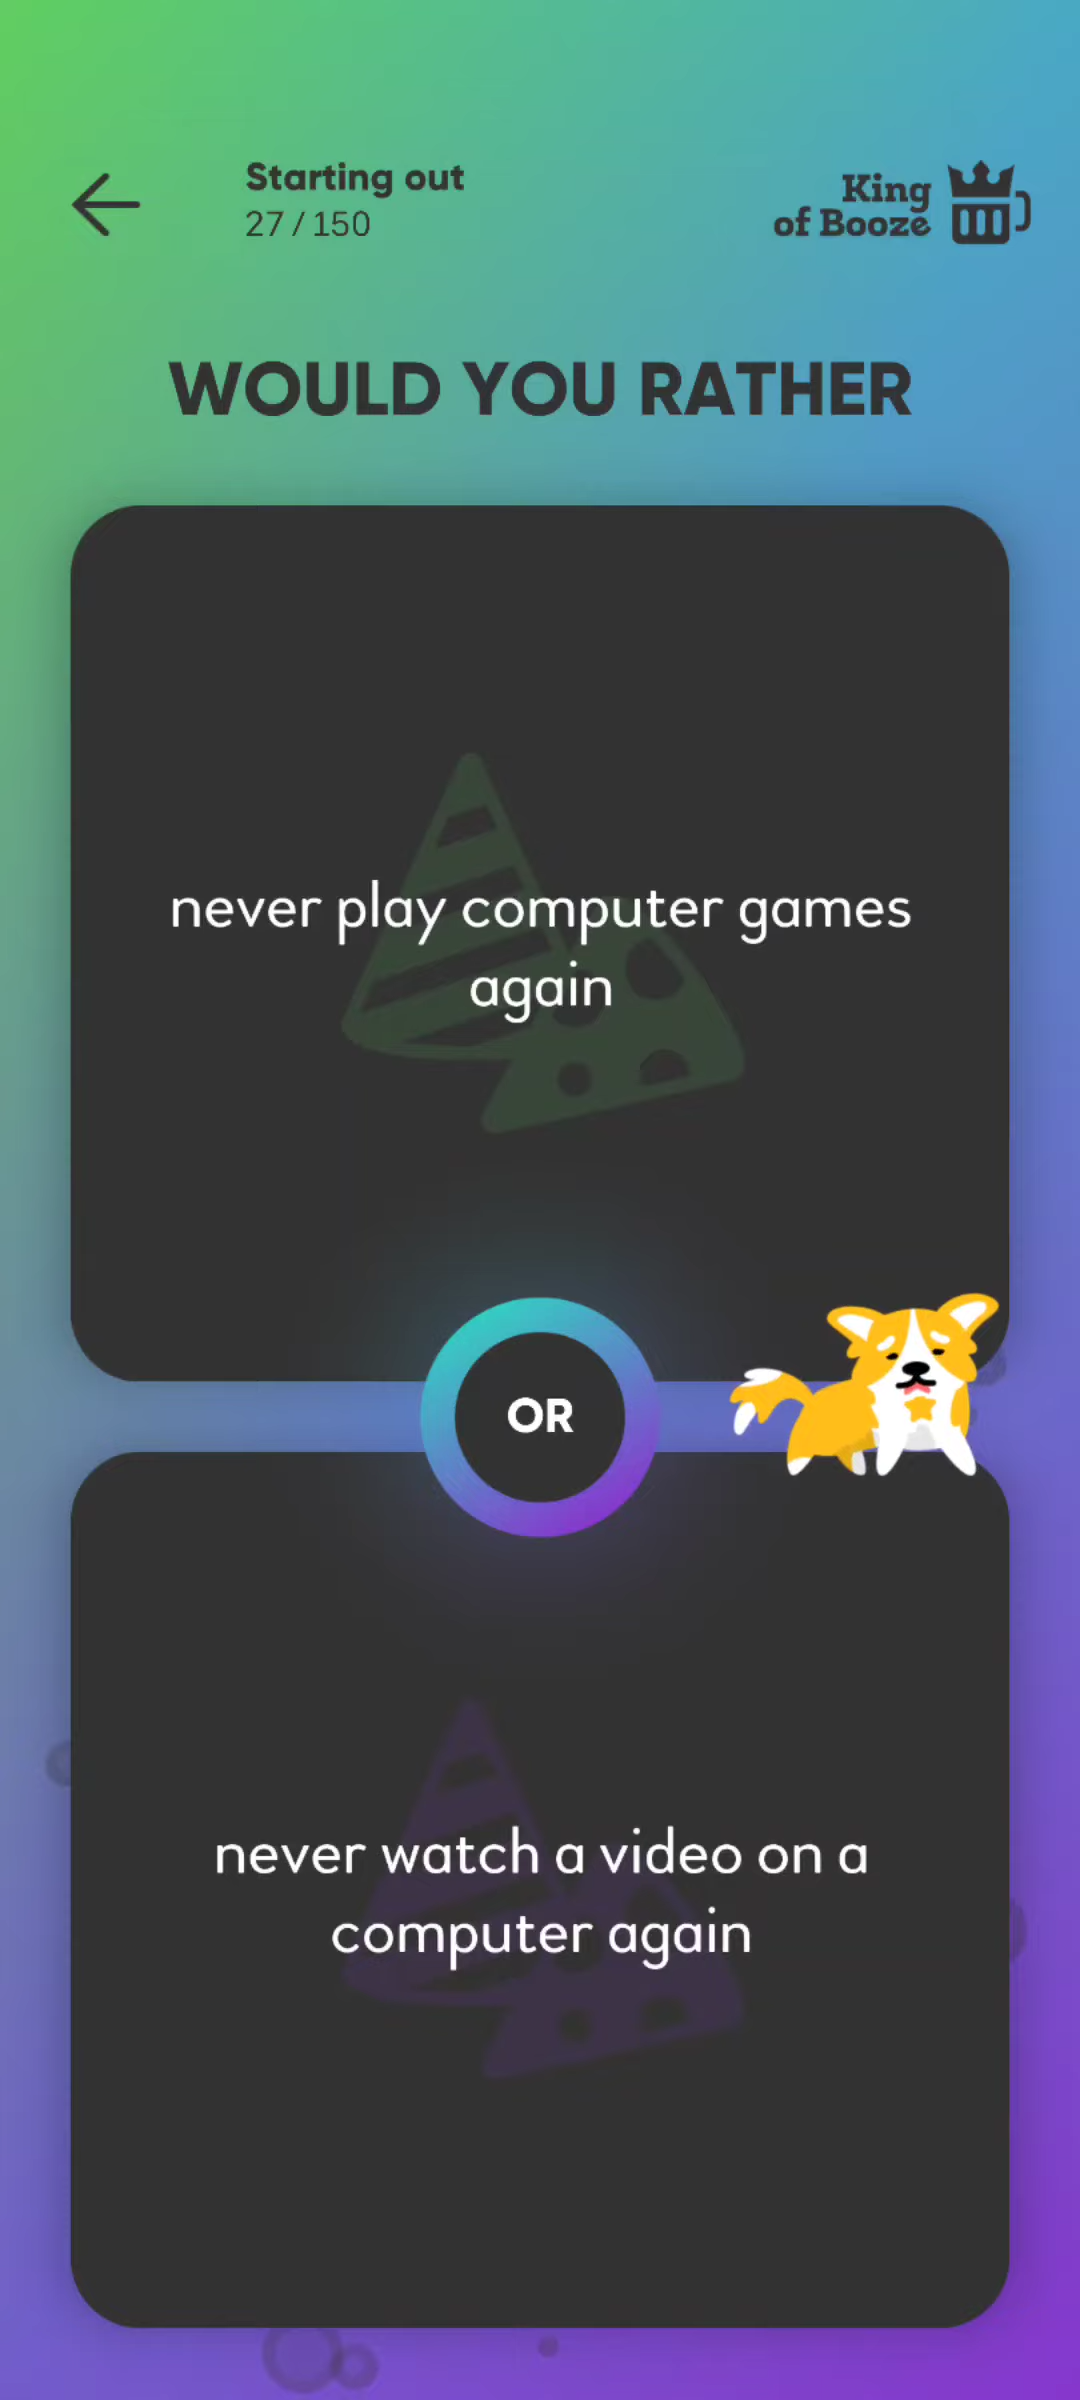 Starting out
27 / 150
King
of Booze
WOULD YOU RATHER
never play computer games
again
OR
never watch a video on a
computer again